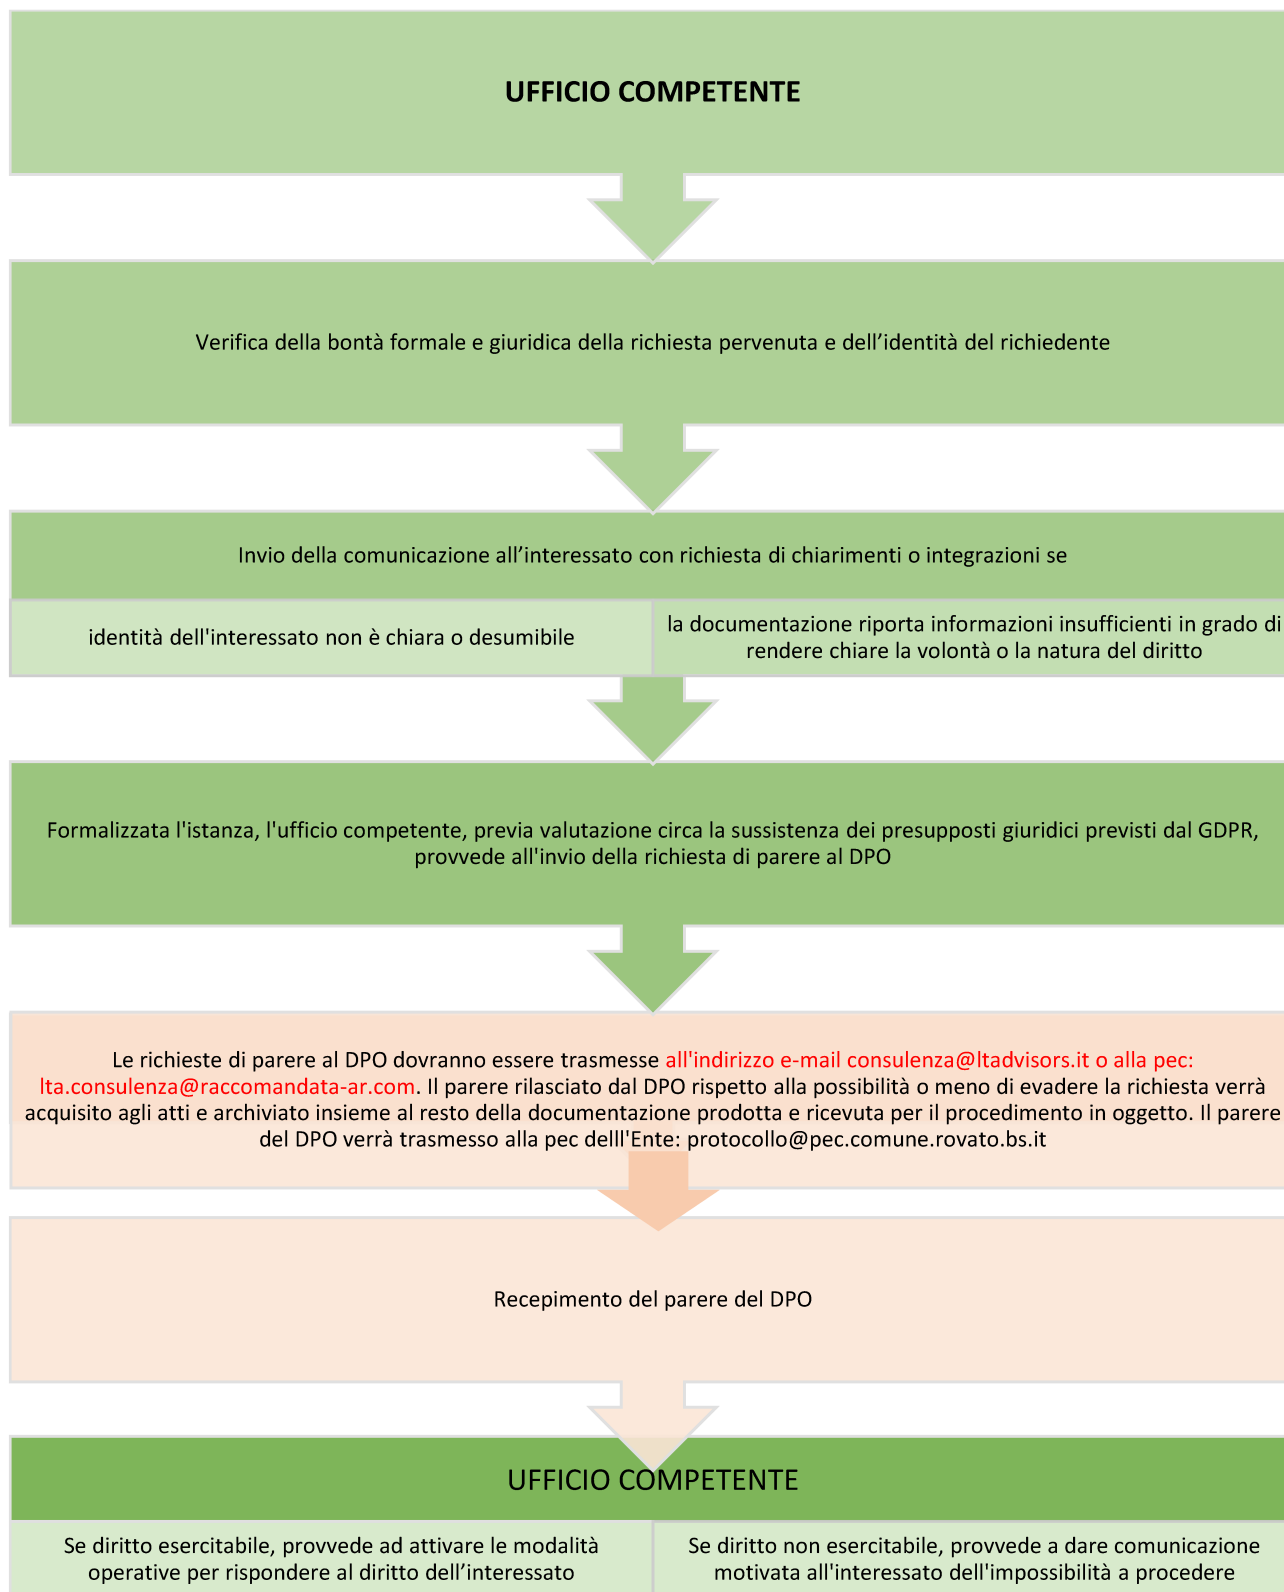 UFFICIO COMPETENTE
Verifica della bontà formale e giuridica della richiesta pervenuta e dell’identità del richiedente
Invio della comunicazione all’interessato con richiesta di chiarimenti o integrazioni se
identità dell'interessato non è chiara o desumibile
la documentazione riporta informazioni insufficienti in grado di
rendere chiare la volontà o la natura del diritto
Formalizzata l'istanza, l'ufficio competente, previa valutazione circa la sussistenza dei presupposti giuridici previsti dal GDPR,
provvede all'invio della richiesta di parere al DPO
Le richieste di parere al DPO dovranno essere trasmesse all'indirizzo e-mail consulenza@ltadvisors.it o alla pec:
lta.consulenza@raccomandata-ar.com. Il parere rilasciato dal DPO rispetto alla possibilità o meno di evadere la richiesta verrà
acquisito agli atti e archiviato insieme al resto della documentazione prodotta e ricevuta per il procedimento in oggetto. Il parere
del DPO verrà trasmesso alla pec delll'Ente: protocollo@pec.comune.rovato.bs.it
Recepimento del parere del DPO
UFFICIO COMPETENTE
Se diritto esercitabile, provvede ad attivare le modalità
operative per rispondere al diritto dell’interessato
Se diritto non esercitabile, provvede a dare comunicazione
motivata all'interessato dell'impossibilità a procedere